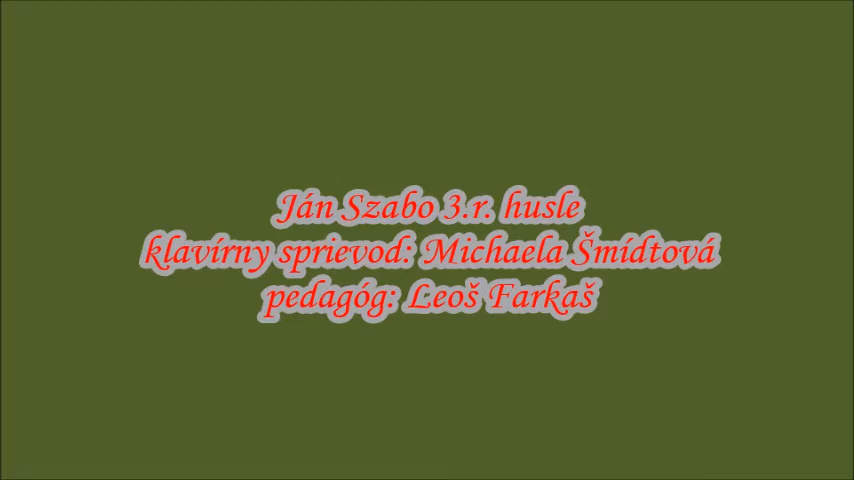 Ján Szabo 3.r. husle
klavírny sprievod: Michaela Šmídtová
pedagóg: Leoš Farkaš